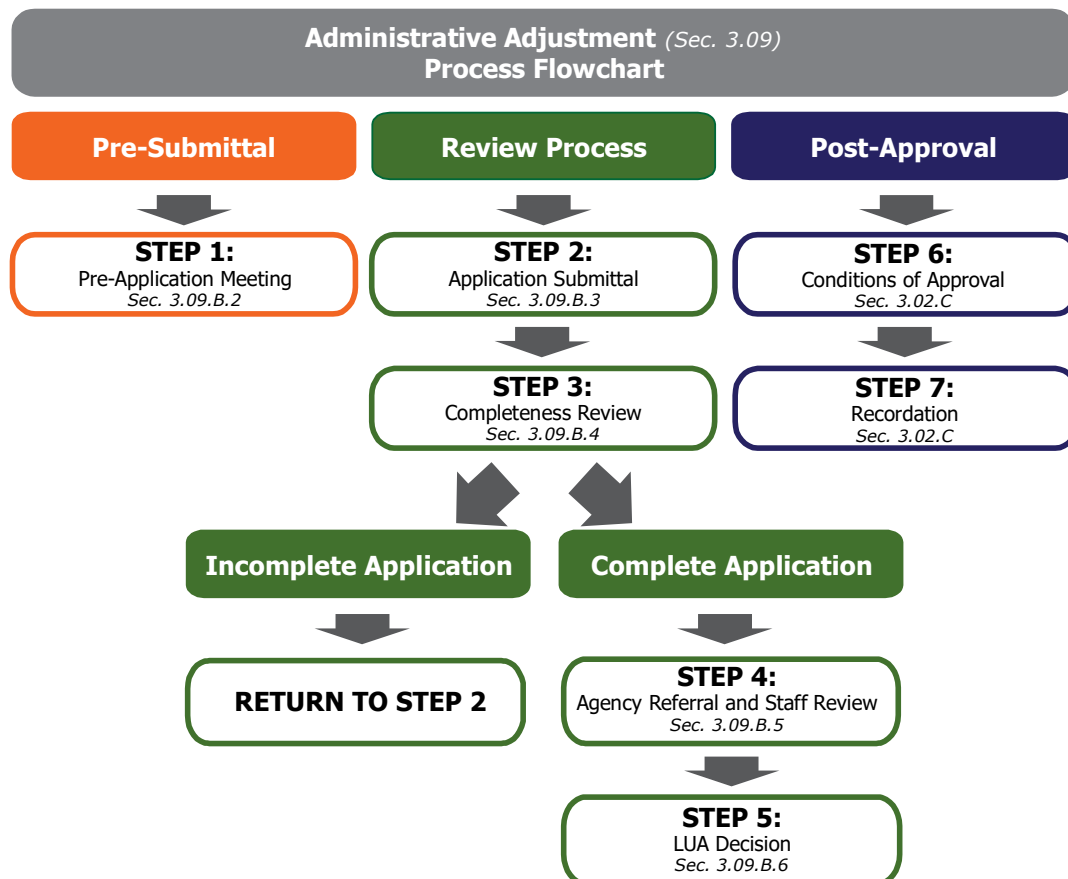 Administrative Adjustment (Sec. 3.09)
Process Flowchart
Pre-Submittal
Review Process
Post-Approval
STEP 1:
Pre-Application Meeting
Sec. 3.09.B.2
STEP 2:
Application Submittal
Sec. 3.09.B.3
STEP 6:
Conditions of Approval
Sec. 3.02.C
STEP 3:
Completeness Review
Sec. 3.09.B.4
STEP 7:
Recordation
Sec. 3.02.C
Incomplete Application
Complete Application
RETURN TO STEP 2
STEP 4:
Agency Referral and Staff Review
Sec. 3.09.B.5
STEP 5:
LUA Decision
Sec. 3.09.B.6